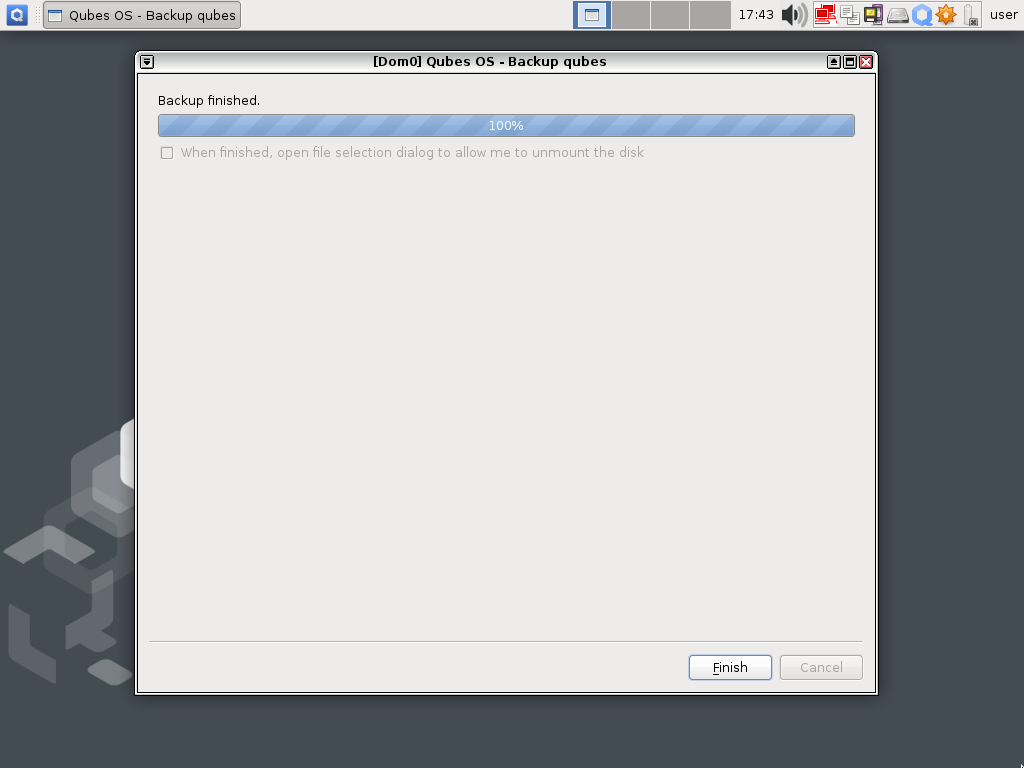 Qubes OS - Backup qubes
17:43
user
[Dom0] Qubes OS - Backup qubes
Backup finished.
100%
When finished, open file selection dialog to allow me to unmount the disk
Finish
Cancel